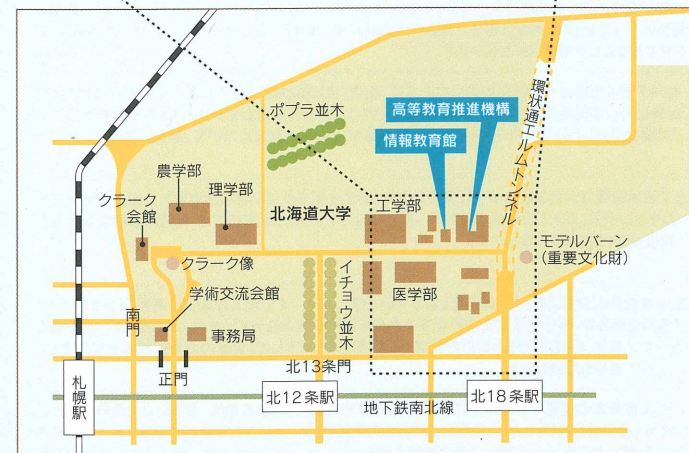 環状通エルムトンネル
ポプラ並木
高等教育推進機構
情報教育館
農学部
理学部
クラーク
会館
北海道大学
工学部
モデルバーン
(重要文化財)
クラーク像
学術交流会館
イチョウ並木
医学部
南門
事務局
北13条門
正門
札幌駅
北12条駅
地下鉄南北線
北18条駅